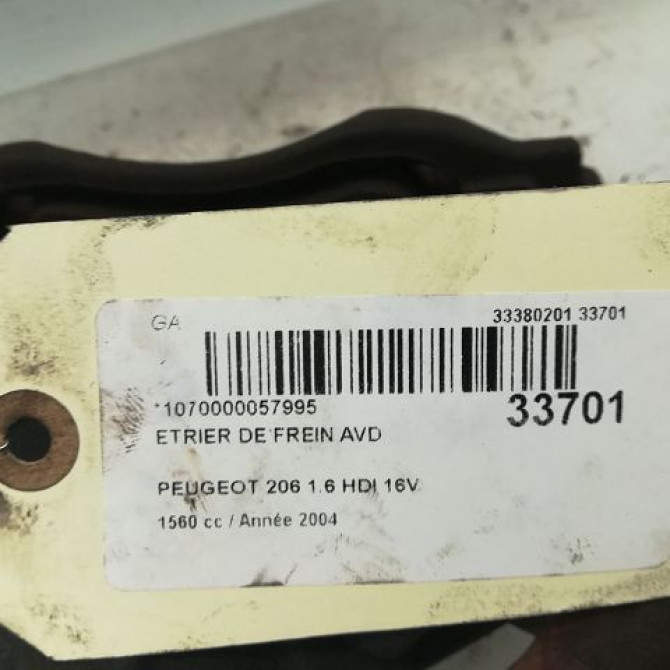 GA
33380201 33701
*1070000057995
33701
ETRIER DE FREIN AVD
PEUGEOT 206 1.6 HDI 16V
1560 cc / Année 2004